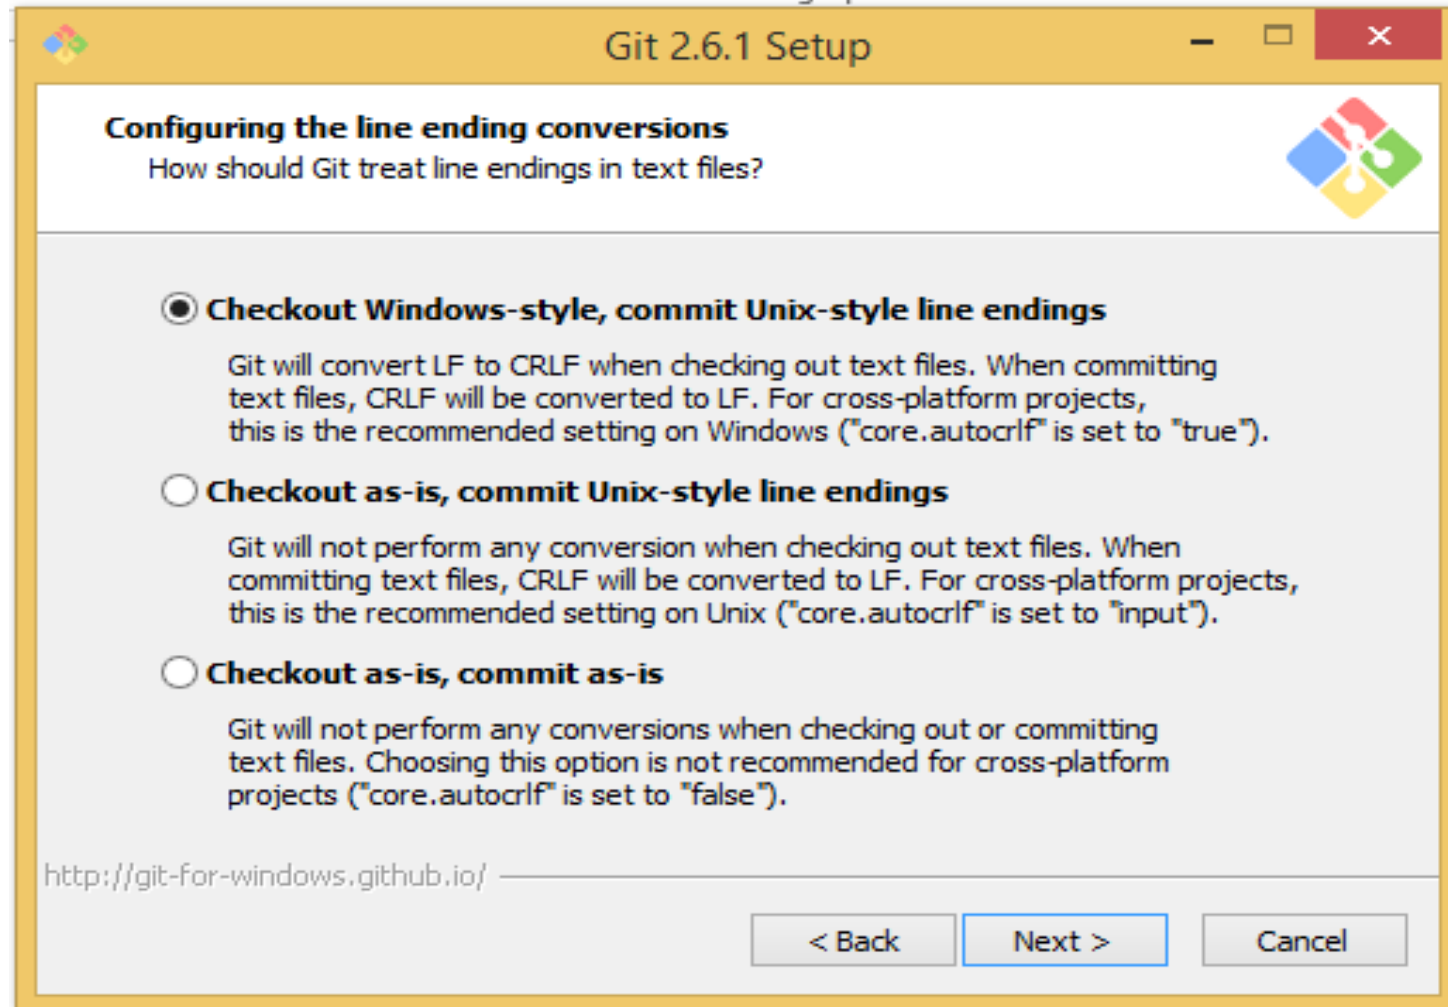 Git 2.6.1 Setup
Configuring the line ending conversions
How should Git treat line endings in text files?
Checkout Windows-style, commit Unix-style line endings
Git will convert LF to CRLF when checking out text files. When committing
text files, CRLF will be converted to LF. For cross-platform projects,
this is the recommended setting on Windows ("core.autocrlf" is set to "true").
Checkout as-is, commit Unix-style line endings
Git will not perform any conversion when checking out text files. When
committing text files, CRLF will be converted to LF. For cross-platform projects,
this is the recommended setting on Unix ("core.autocrlf" is set to "input").
Checkout as-is, commit as-is
Git will not perform any conversions when checking out or committing
text files. Choosing this option is not recommended for cross-platform
projects ("core.autocrlf" is set to "false").
http://git-for-windows.github.io/
< Back Next > Cancel